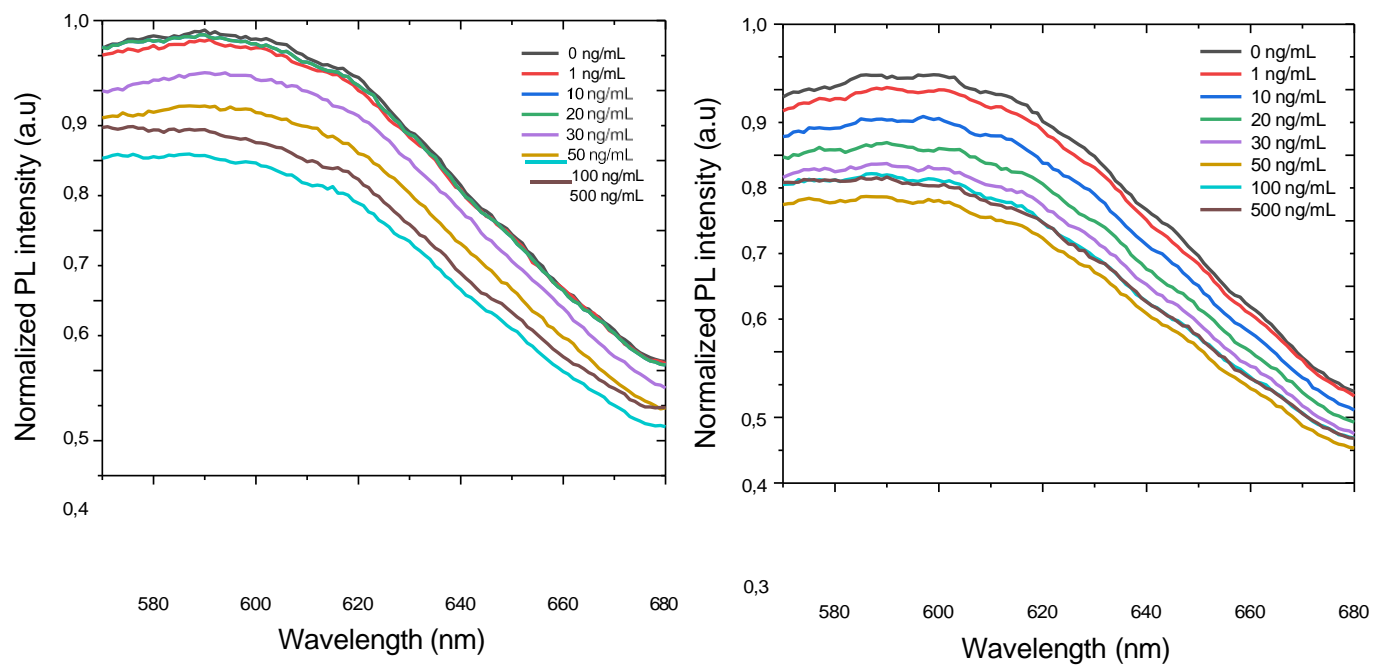 Normalized PL intensity (a.u)
1,0
0,9
0,8
0,7
0,6
0,5
0,4
0 ng/mL
1 ng/mL
10 ng/mL
20 ng/mL
30 ng/mL
50 ng/mL
100 ng/mL
500 ng/mL
580
600
620
640
660
680
Wavelength (nm)
Normalized PL intensity (a.u)
1,0
0,9
0,8
0,7
0,6
0,5
0,4
0,3
0 ng/mL
1 ng/mL
10 ng/mL
20 ng/mL
30 ng/mL
50 ng/mL
100 ng/mL
500 ng/mL
580
600
620
640
660
680
Wavelength (nm)